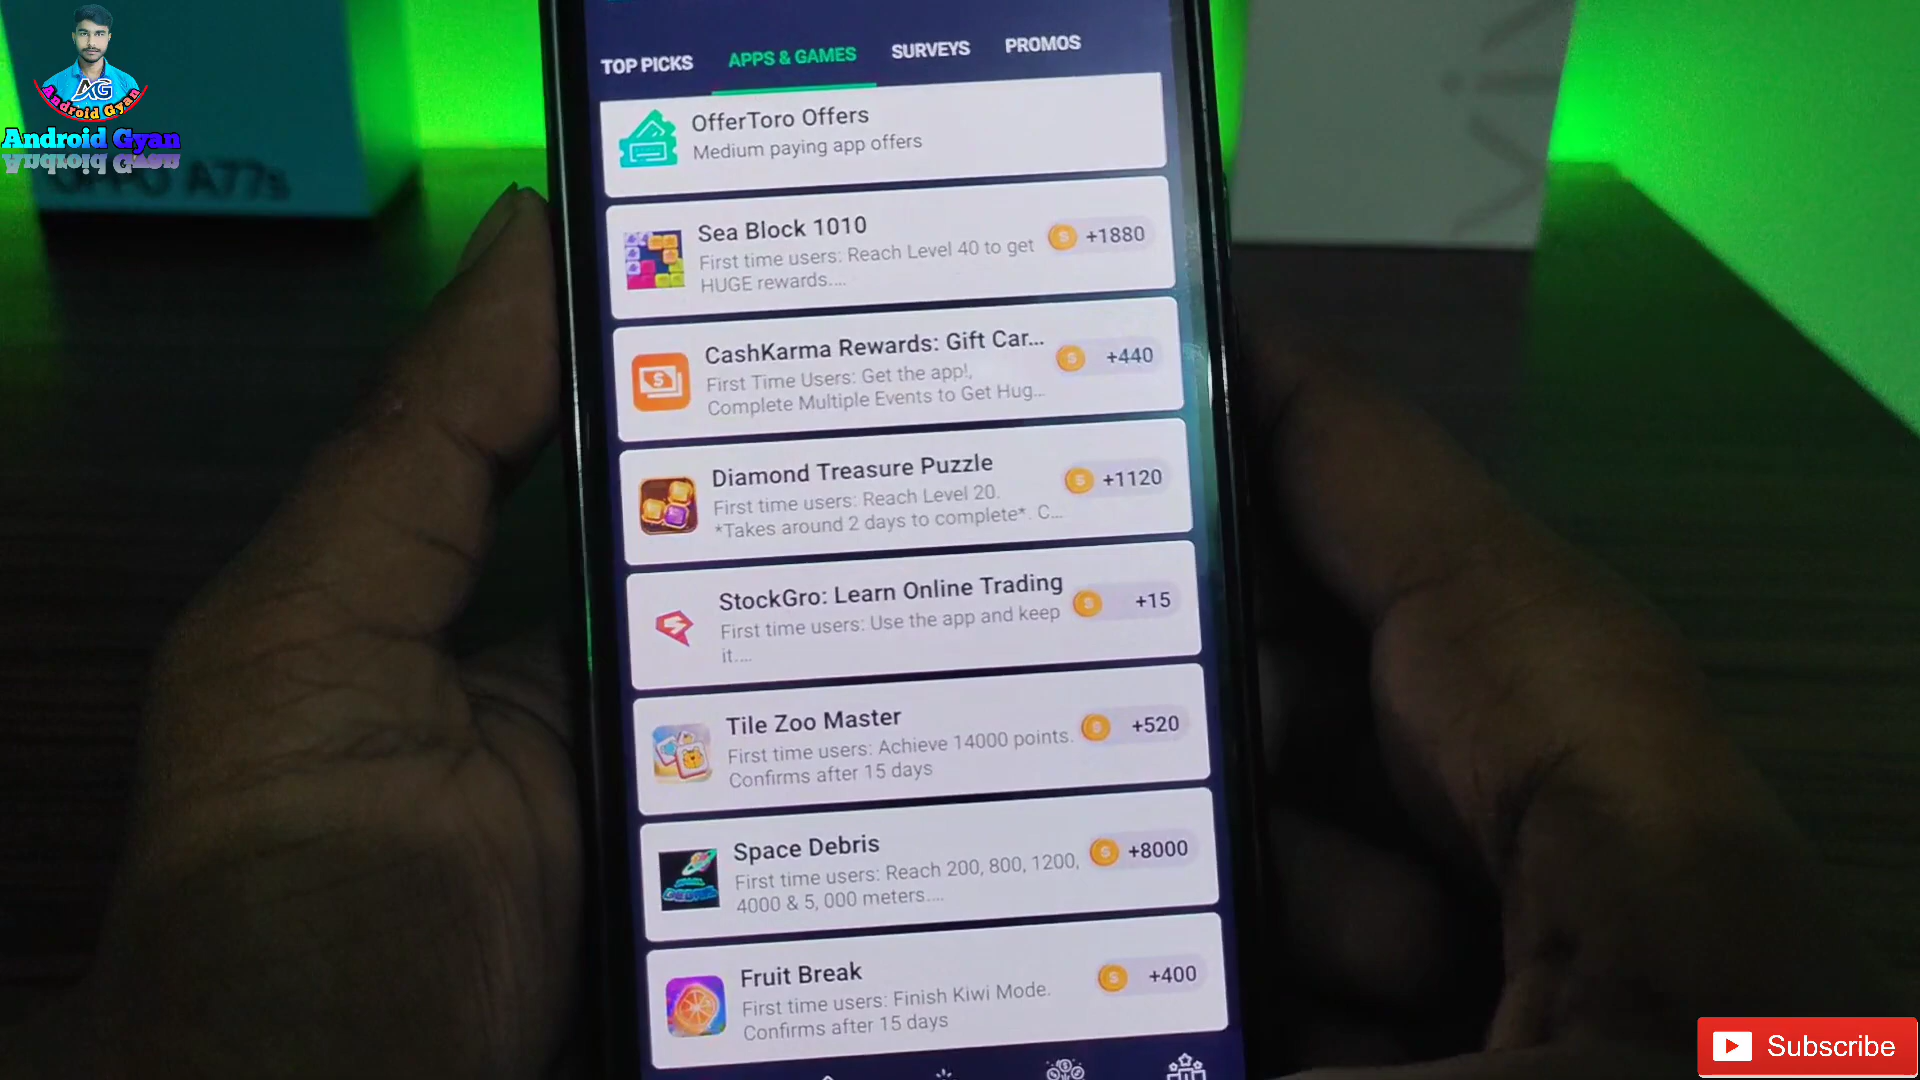 AG
Android Gyan
Android Gyan
OPPO A77s
TOP PICKS
APPS & GAMES
SURVEYS
PROMOS
OfferToro Offers
Medium paying app offers
Sea Block 1010
First time users: Reach Level 40 to get
HUGE rewards....
+1880
CashKarma Rewards: Gift Car...
First Time Users: Get the app!,
Complete Multiple Events to Get Hug...
+440
Diamond Treasure Puzzle
First time users: Reach Level 20.
*Takes around 2 days to complete*. C...
+1120
StockGro: Learn Online Trading
First time users: Use the app and keep
it....
+15
Tile Zoo Master
First time users: Achieve 14000 points.
Confirms after 15 days
+520
Space Debris
First time users: Reach 200, 800, 1200,
4000 & 5, 000 meters....
+8000
Fruit Break
First time users: Finish Kiwi Mode.
Confirms after 15 days
+400
Subscribe